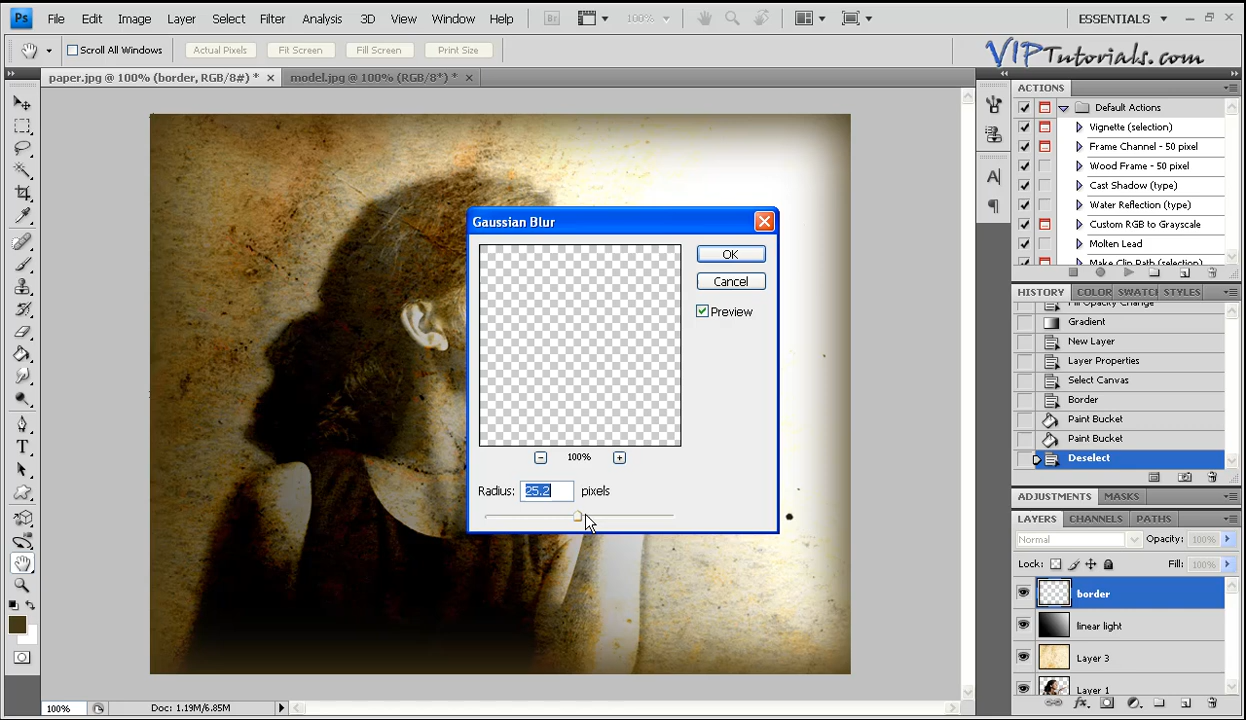 Ps File Edit Image Layer Select Filter Analysis 3D View Window Help Br 100% ESSENTIALS
Scroll All Windows Actual Pixels Fit Screen Fill Screen Print Size
VIPTutorials.com
paper.jpg @ 100% (border, RGB/8#) * model.jpg @ 100% (RGB/8*) *
ACTIONS
Default Actions
Vignette (selection)
Frame Channel - 50 pixel
Wood Frame - 50 pixel
Cast Shadow (type)
Water Reflection (type)
Custom RGB to Grayscale
Molten Lead
Make Clip Path (selection)
Gaussian Blur
OK
Cancel
Preview
100%
Radius: 25.2 pixels
HISTORY COLOR SWATC STYLES
Fill Opacity Change
Gradient
New Layer
Layer Properties
Select Canvas
Border
Paint Bucket
Paint Bucket
Deselect
ADJUSTMENTS MASKS
LAYERS CHANNELS PATHS
Normal Opacity: 100%
Lock: Fill: 100%
border
linear light
Layer 3
Layer 1
fx
A
T
100% Doc: 1.19M/6.85M